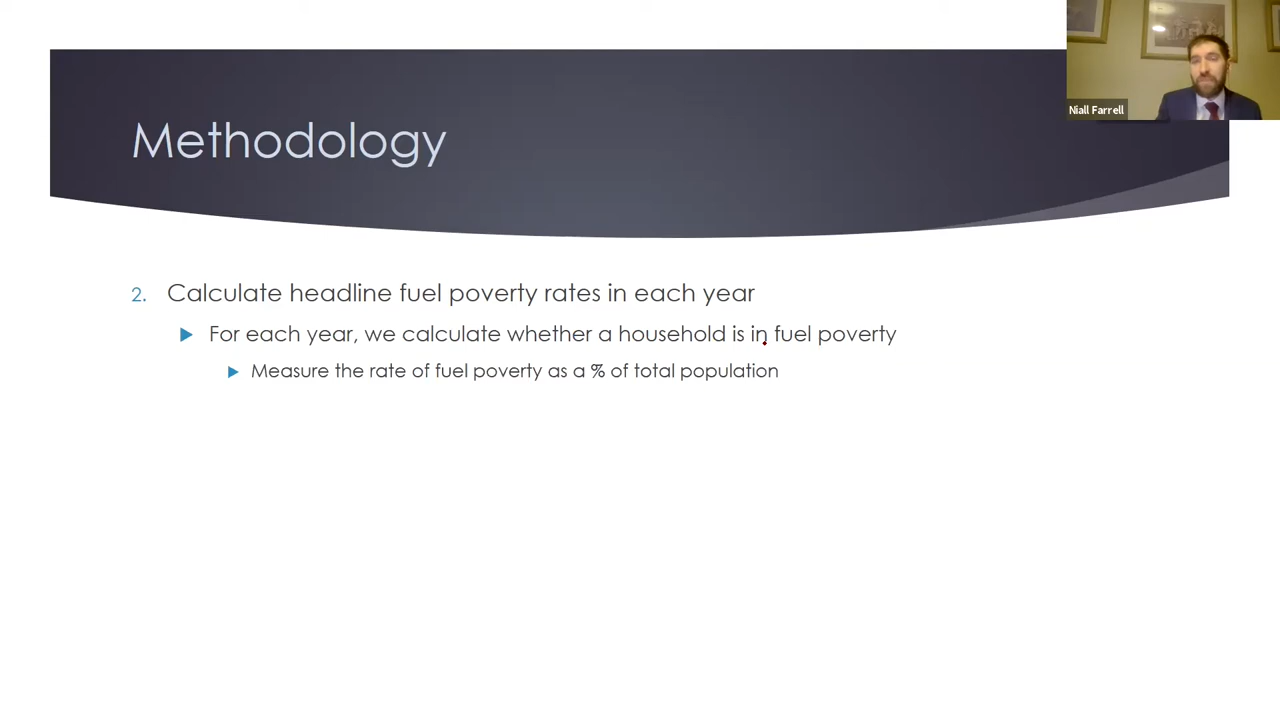 Niall Farrell
Methodology
2. Calculate headline fuel poverty rates in each year
For each year, we calculate whether a household is in fuel poverty
Measure the rate of fuel poverty as a % of total population